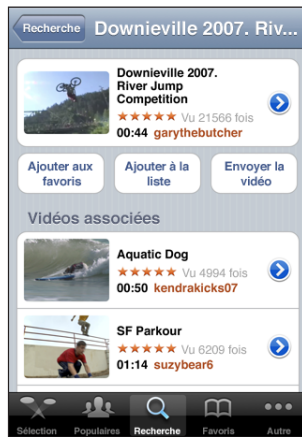 Recherche
Downieville 2007. Riv...
Downieville 2007.
River Jump
Competition
Vu 21566 fois
00:44 garythebutcher
Ajouter aux
favoris
Ajouter à la
liste
Envoyer la
vidéo
Vidéos associées
Aquatic Dog
Vu 4994 fois
00:50 kendrakicks07
SF Parkour
Vu 6209 fois
01:14 suzybear6
Sélection Populaires Recherche Favoris Autre